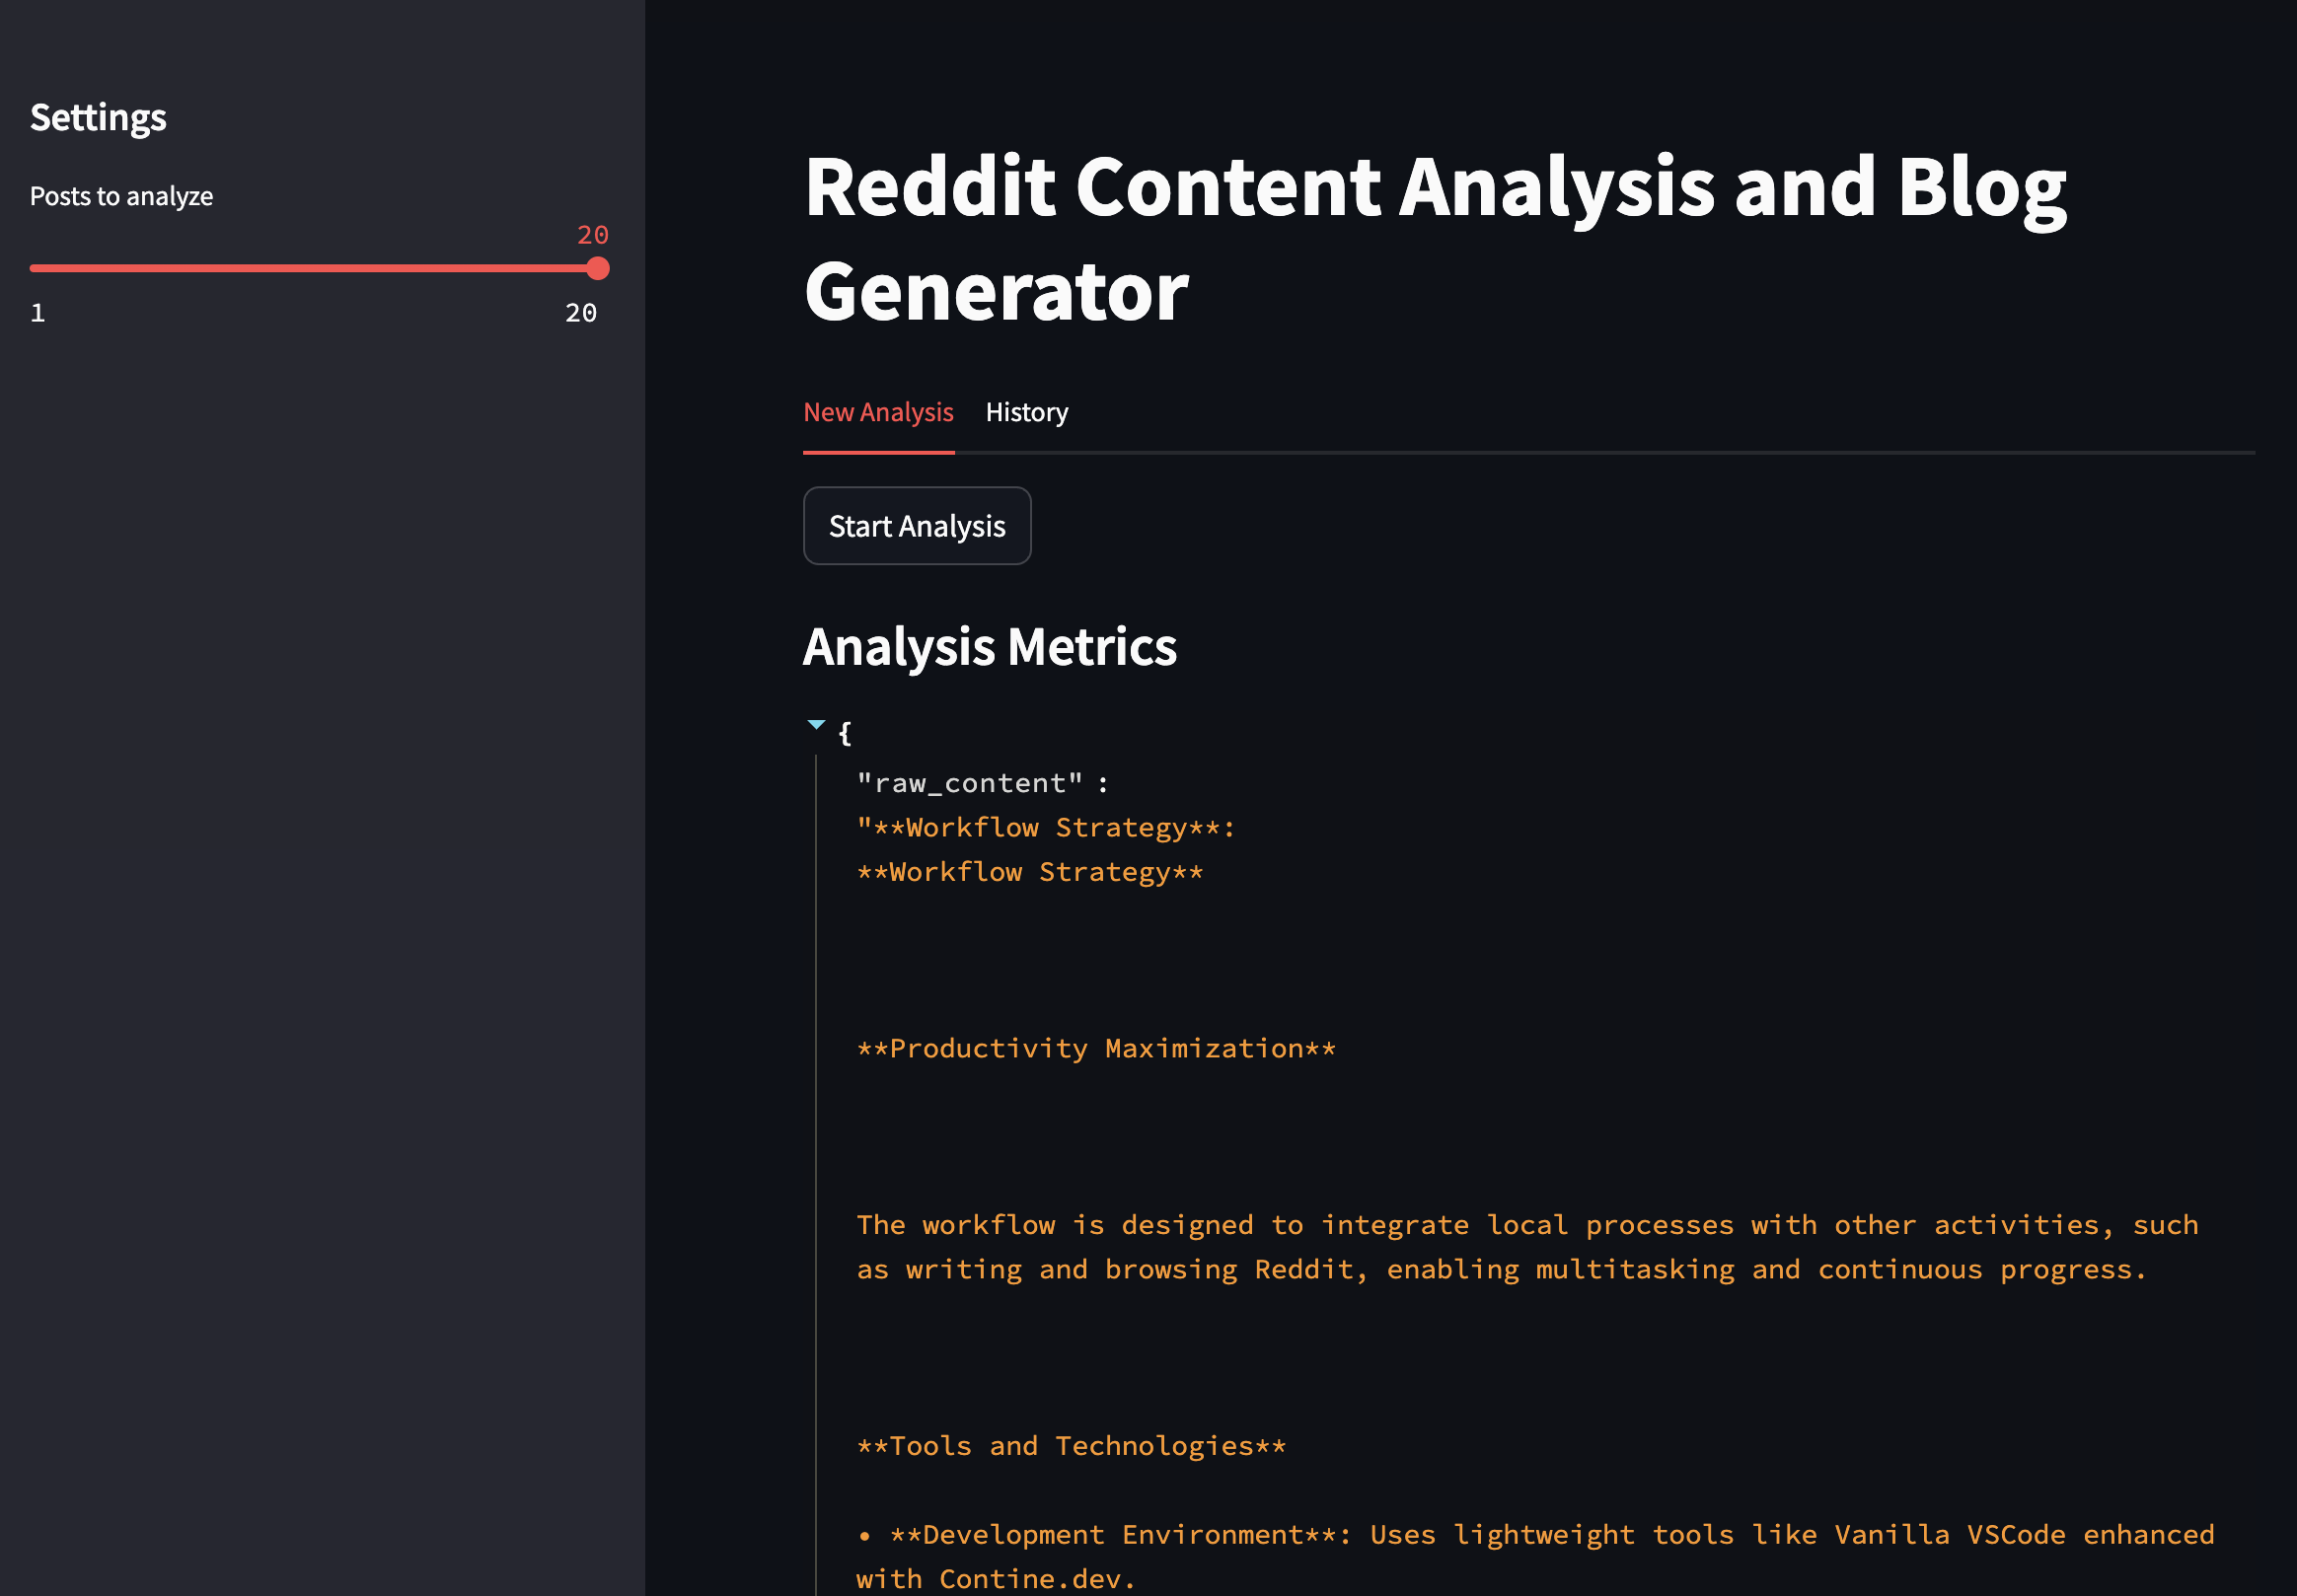 Settings
Posts to analyze
20
1 20
Reddit Content Analysis and Blog
Generator
New Analysis History
Start Analysis
Analysis Metrics
{
"raw_content" :
"**Workflow Strategy**:
**Workflow Strategy**
**Productivity Maximization**
The workflow is designed to integrate local processes with other activities, such
as writing and browsing Reddit, enabling multitasking and continuous progress.
**Tools and Technologies**
• **Development Environment**: Uses lightweight tools like Vanilla VSCode enhanced
with Contine.dev.